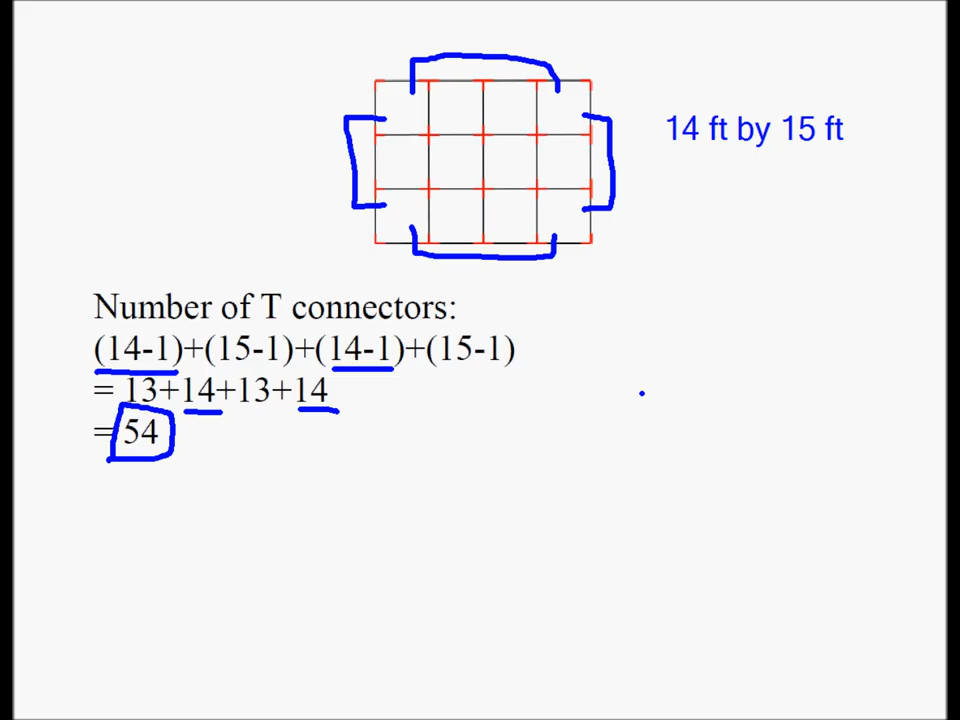 14 ft by 15 ft
Number of T connectors:
(14-1)+(15-1)+(14-1)+(15-1)
= 13+14+13+14
= 54